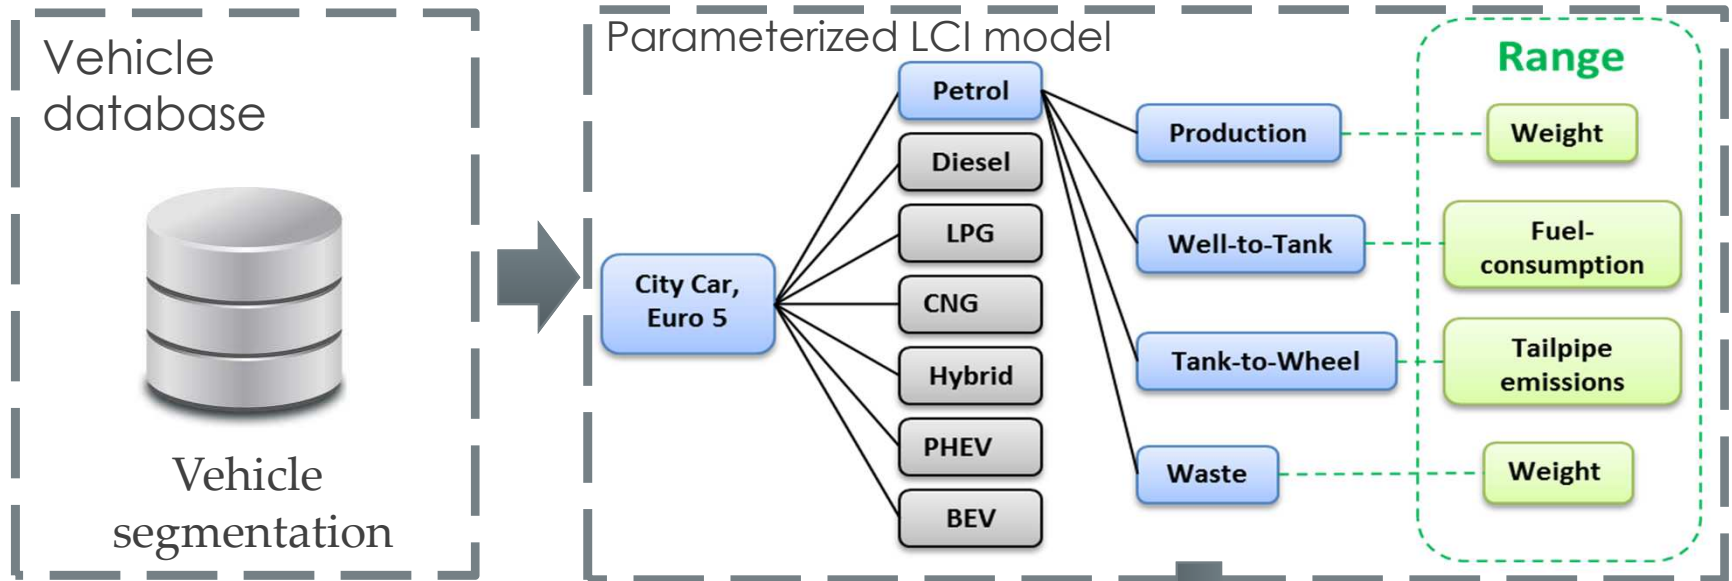 Vehicle
database
Vehicle
segmentation
Parameterized LCI model
City Car,
Euro 5
Petrol
Diesel
LPG
CNG
Hybrid
PHEV
BEV
Production
Well-to-Tank
Tank-to-Wheel
Waste
Range
Weight
Fuel-
consumption
Tailpipe
emissions
Weight